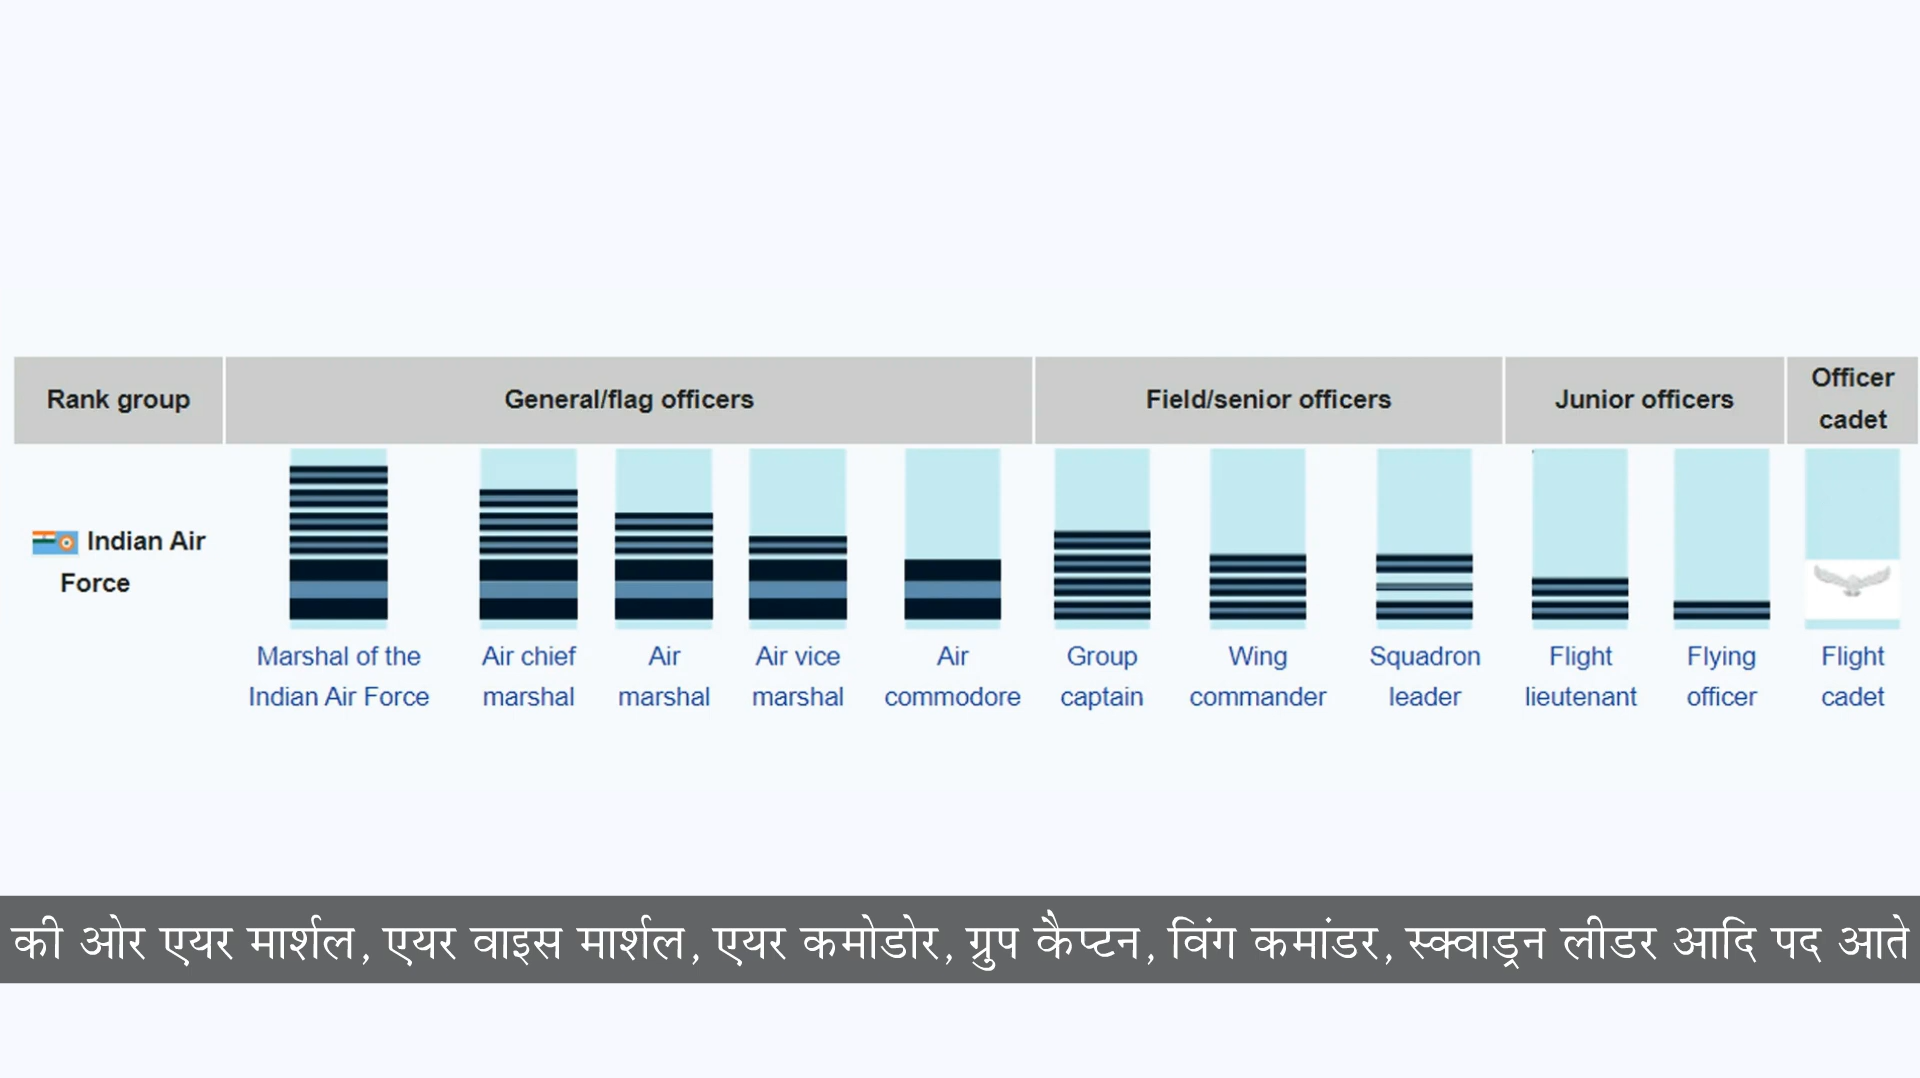 Rank group
General/flag officers
Field/senior officers
Junior officers
Officer
cadet
Indian Air
Force
Marshal of the
Indian Air Force
Air chief
marshal
Air
marshal
Air vice
marshal
Air
commodore
Group
captain
Wing
commander
Squadron
leader
Flight
lieutenant
Flying
officer
Flight
cadet
की ओर एयर मार्शल, एयर वाइस मार्शल, एयर कमोडोर, ग्रुप कैप्टन, विंग कमांडर, स्क्वाड्रन लीडर आदि पद आते